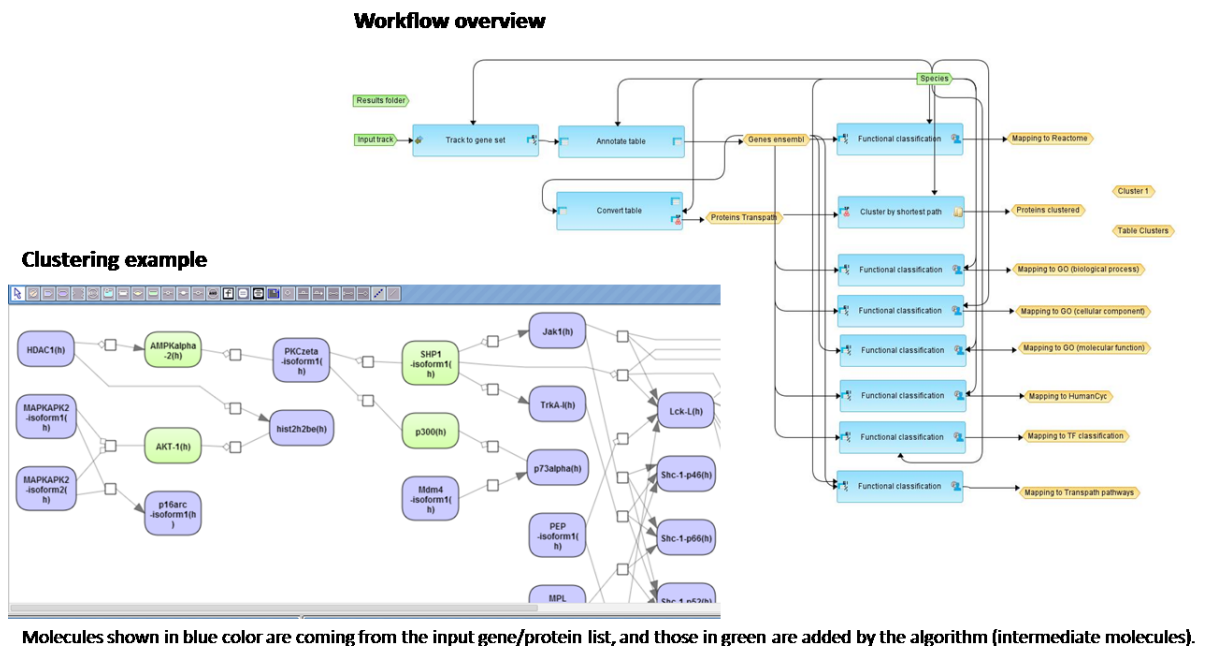 Workflow overview
Species
Results folder
Input track
Track to gene set
Annotate table
Genes ensembl
Functional classification
Mapping to Reactome
Convert table
Proteins Transpath
Cluster by shortest path
Proteins clustered
Cluster 1
Table Clusters
Functional classification
Mapping to GO (biological process)
Functional classification
Mapping to GO (cellular component)
Functional classification
Mapping to GO (molecular function)
Functional classification
Mapping to HumanCyc
Functional classification
Mapping to TF classification
Functional classification
Mapping to Transpath pathways
Clustering example
HDAC1(h)
AMPKalpha
-2(h)
PKCzeta
-isoform1(
h)
SHP1
-isoform1(
h)
Jak1(h)
MAPKAPK2
-isoform1(
h)
hist2h2be(h)
TrkA-I(h)
Lck-L(h)
AKT-1(h)
p300(h)
MAPKAPK2
-isoform2(
h)
p16arc
-isoform1(h
)
Mdm4
-isoform1(
h)
p73alpha(h)
Shc-1-p46(h)
PEP
-isoform1(
h)
Shc-1-p66(h)
MPL
Shc-1-p52(h)
Molecules shown in blue color are coming from the input gene/protein list, and those in green are added by the algorithm (intermediate molecules).